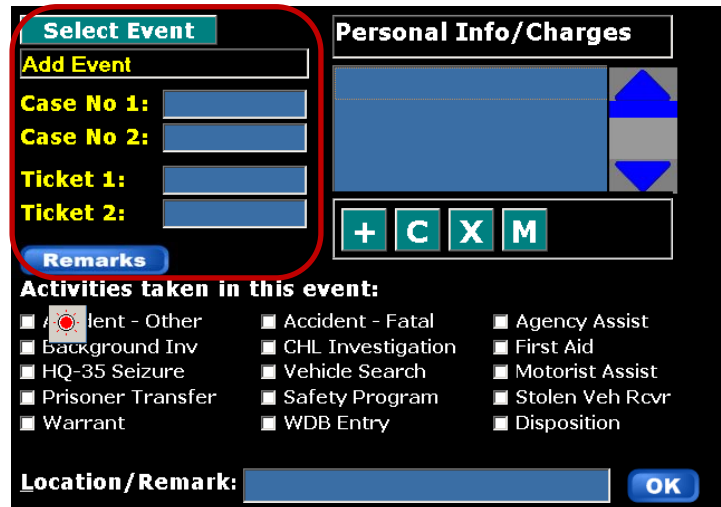 Select Event
Personal Info/Charges
Add Event
Case No 1:
Case No 2:
Ticket 1:
Ticket 2:
+ C X M
Remarks
Activities taken in this event:
dent - Other
Accident - Fatal
Agency Assist
Background Inv
CHL Investigation
First Aid
HQ-35 Seizure
Vehicle Search
Motorist Assist
Prisoner Transfer
Safety Program
Stolen Veh Rcvr
Warrant
WDB Entry
Disposition
Location/Remark:
OK